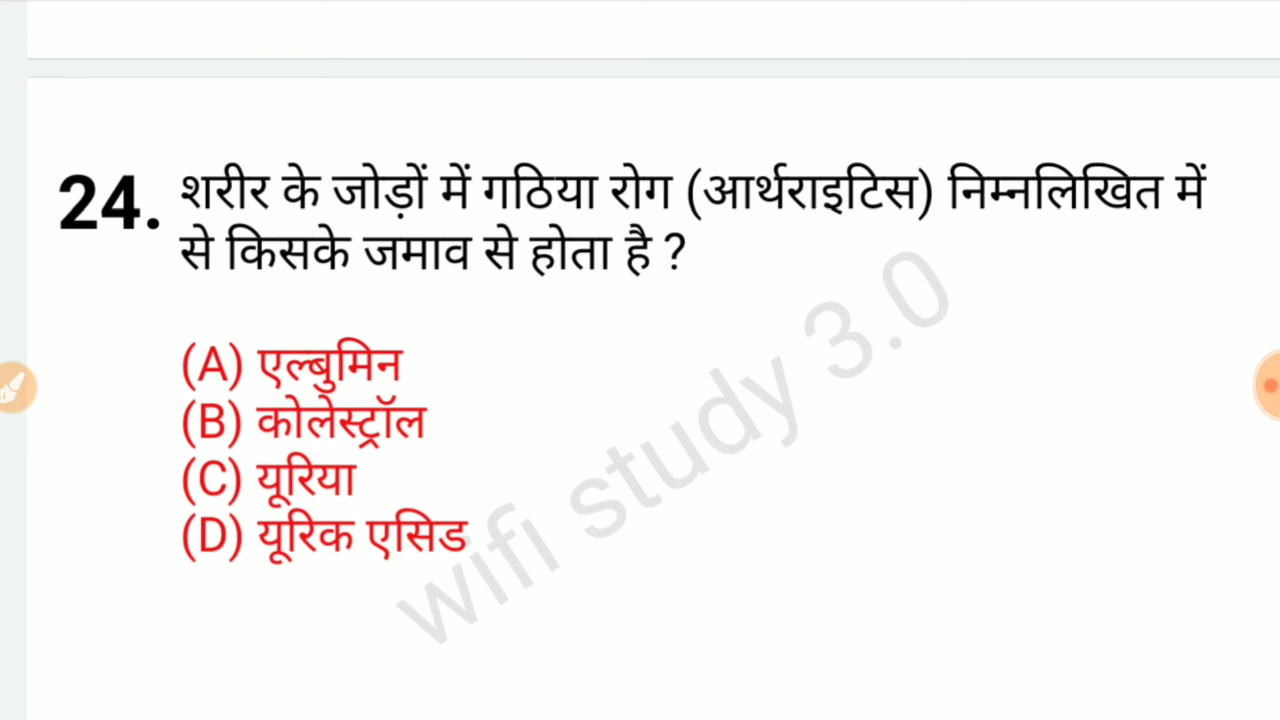 24. शरीर के जोड़ों में गठिया रोग (आर्थराइटिस) निम्नलिखित में
से किसके जमाव से होता है ?
(A) एल्बुमिन
(B) कोलेस्ट्रॉल
(C) यूरिया
(D) यूरिक एसिड
wifi study 3.0